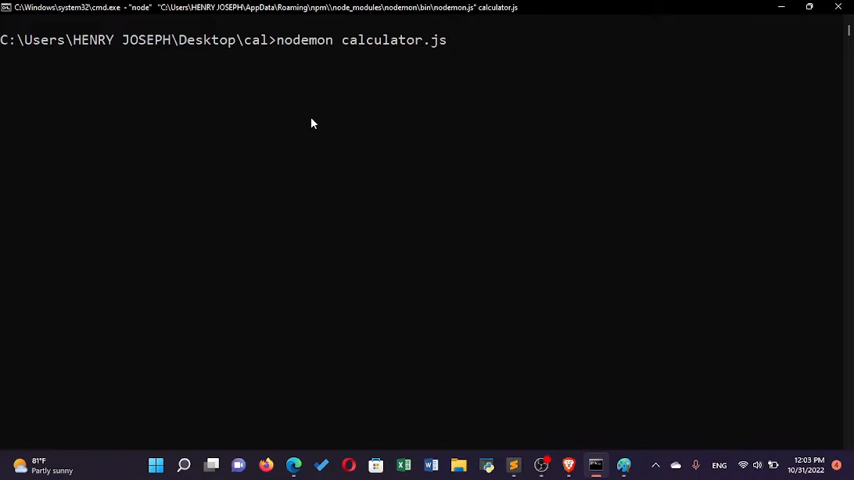 C:\Windows\system32\cmd.exe - "node"  "C:\Users\HENRY JOSEPH\AppData\Roaming\npm\\node_modules\nodemon\bin\nodemon.js" calculator.js
C:\Users\HENRY JOSEPH\Desktop\cal>nodemon calculator.js
81°F
Partly sunny
ENG
12:03 PM
10/31/2022
4